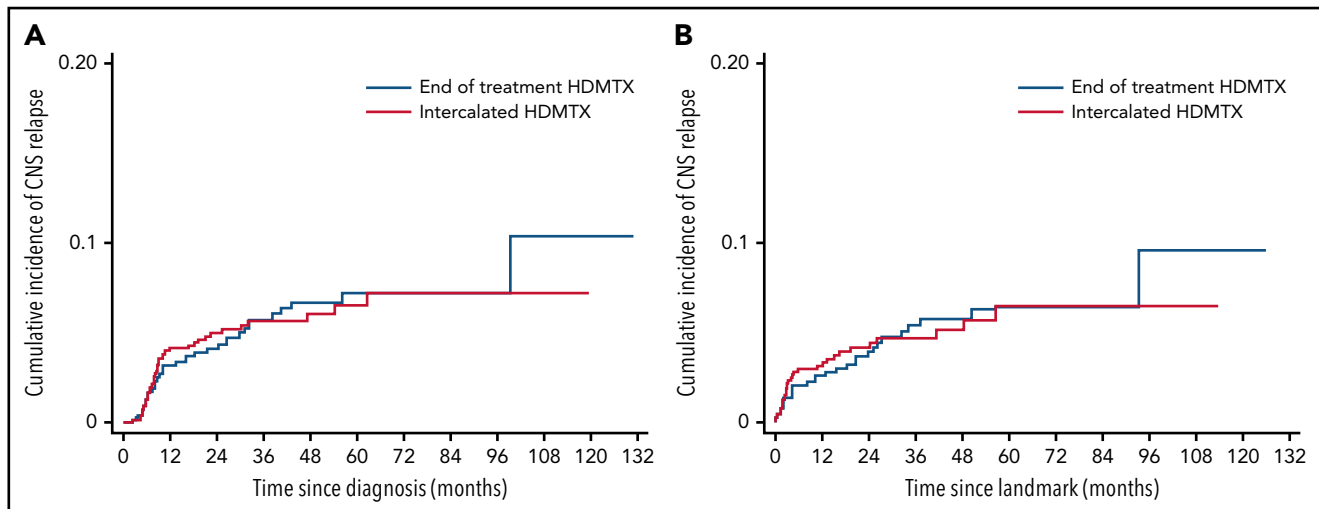 A
Cumulative incidence of CNS relapse
0.20
0.1
0
End of treatment HDMTX
Intercalated HDMTX
0 12 24 36 48 60 72 84 96 108 120 132
Time since diagnosis (months)
B
Cumulative incidence of CNS relapse
0.20
0.1
0
End of treatment HDMTX
Intercalated HDMTX
0 12 24 36 48 60 72 84 96 108 120 132
Time since landmark (months)